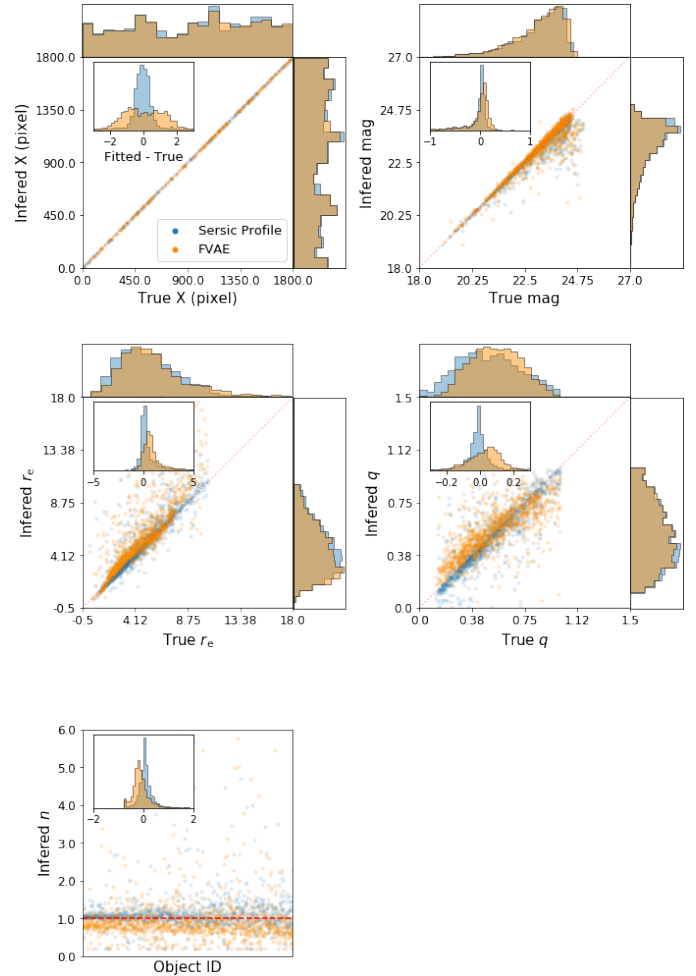 1800.0
1350.0
900.0
450.0
0.0
Infered X (pixel)
−2 0 2
Fitted - True
Sersic Profile
FVAE
0.0 450.0 900.0 1350.0 1800.0
True X (pixel)
27.0
24.75
22.5
20.25
18.0
Infered mag
−1 0 1
18.0 20.25 22.5 24.75 27.0
True mag
18.0
13.38
8.75
4.12
-0.5
Infered re
−5 0 5
-0.5 4.12 8.75 13.38 18.0
True re
1.5
1.12
0.75
0.38
0.0
Infered q
−0.2 0.0 0.2
0.0 0.38 0.75 1.12 1.5
True q
6.0
5.0
4.0
3.0
2.0
1.0
0.0
Infered n
−2 0 2
Object ID